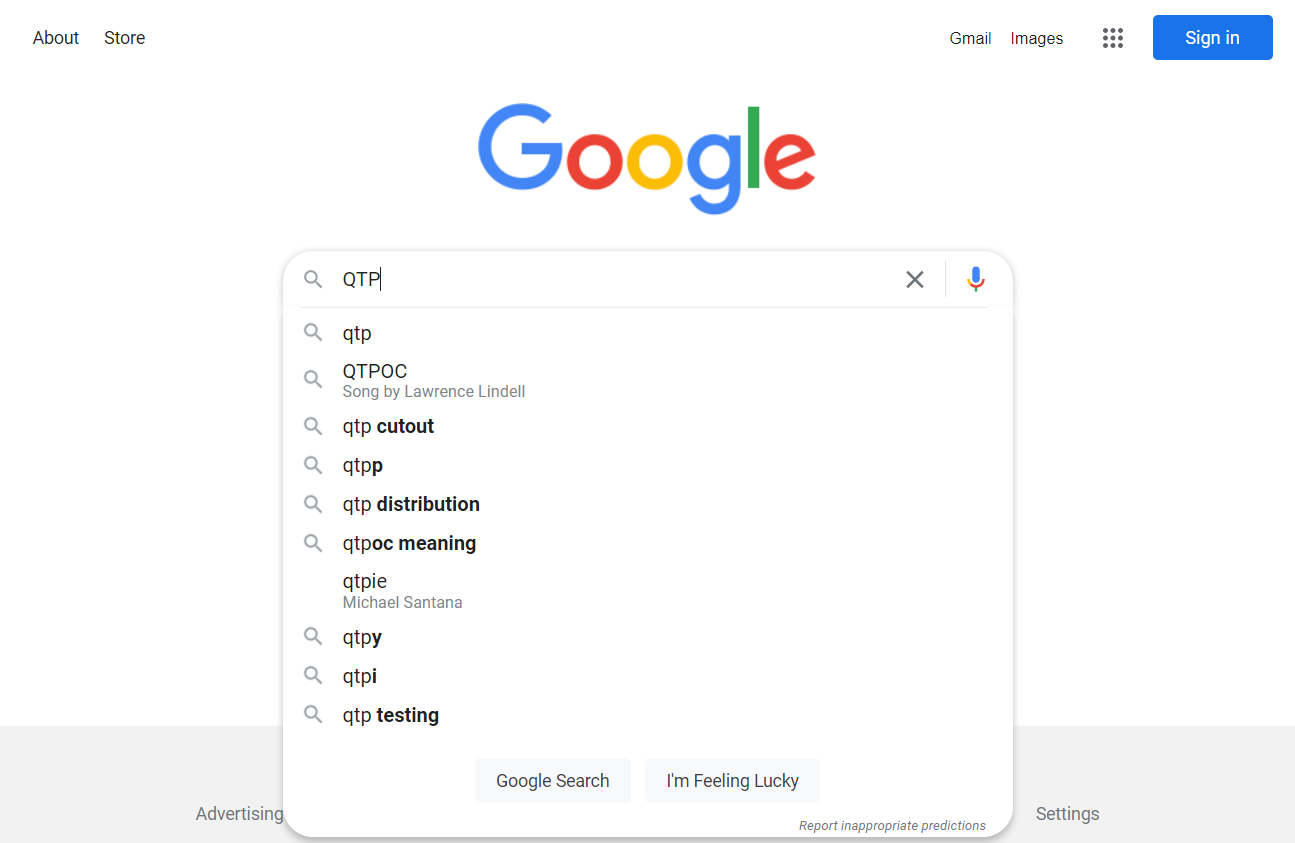 About Store Gmail Images Sign in
Google
QTP
qtp
QTPOC
Song by Lawrence Lindell
qtp cutout
qtpp
qtp distribution
qtpoc meaning
qtpie
Michael Santana
qtpy
qtpi
qtp testing
Google Search I'm Feeling Lucky
Advertising Settings
Report inappropriate predictions